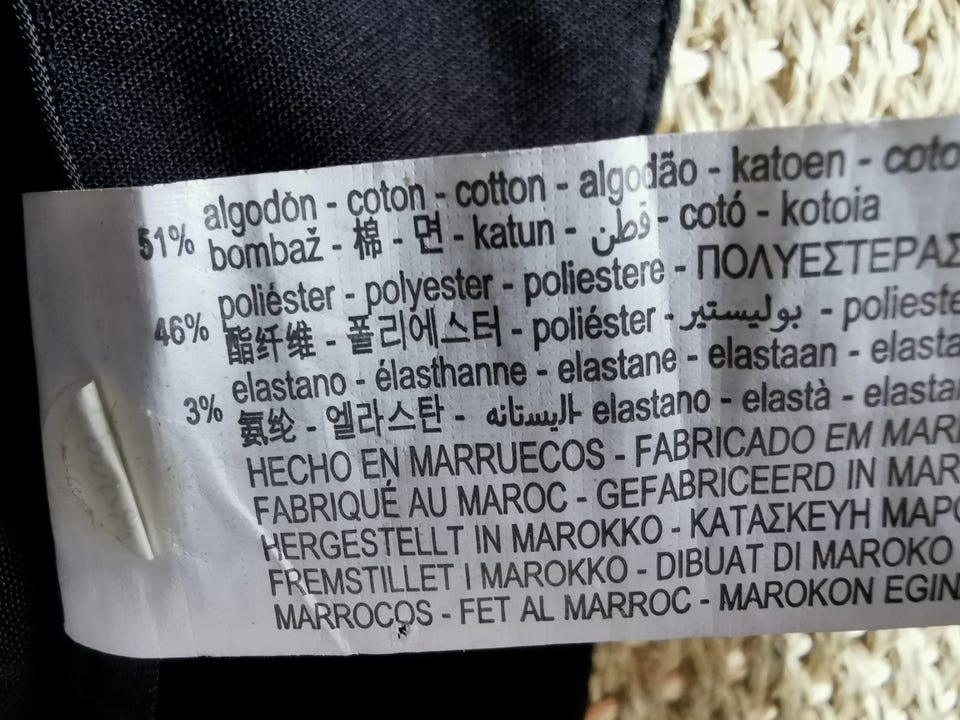 51% algodón - coton - cotton - algodão - katoen - coto
bombaž - 棉 - 면 - katun - قطن - cotó - kotoia
46% poliéster - polyester - poliestere - ΠΟΛΥΕΣΤΕΡΑΣ
酯纤维 - 폴리에스터 - poliéster - بوليستير - polieste
3% elastano - élasthanne - elastane - elastaan - elasta
氨纶 - 엘라스탄 - اليستانه elastano - elastà - elastan
HECHO EN MARRUECOS - FABRICADO EM MAR
FABRIQUÉ AU MAROC - GEFABRICEERD IN MAR
HERGESTELLT IN MAROKKO - ΚΑΤΑΣΚΕΥΗ ΜΑΡΟ
FREMSTILLET I MAROKKO - DIBUAT DI MAROKO
MARROCOS - FET AL MARROC - MAROKON EGIN